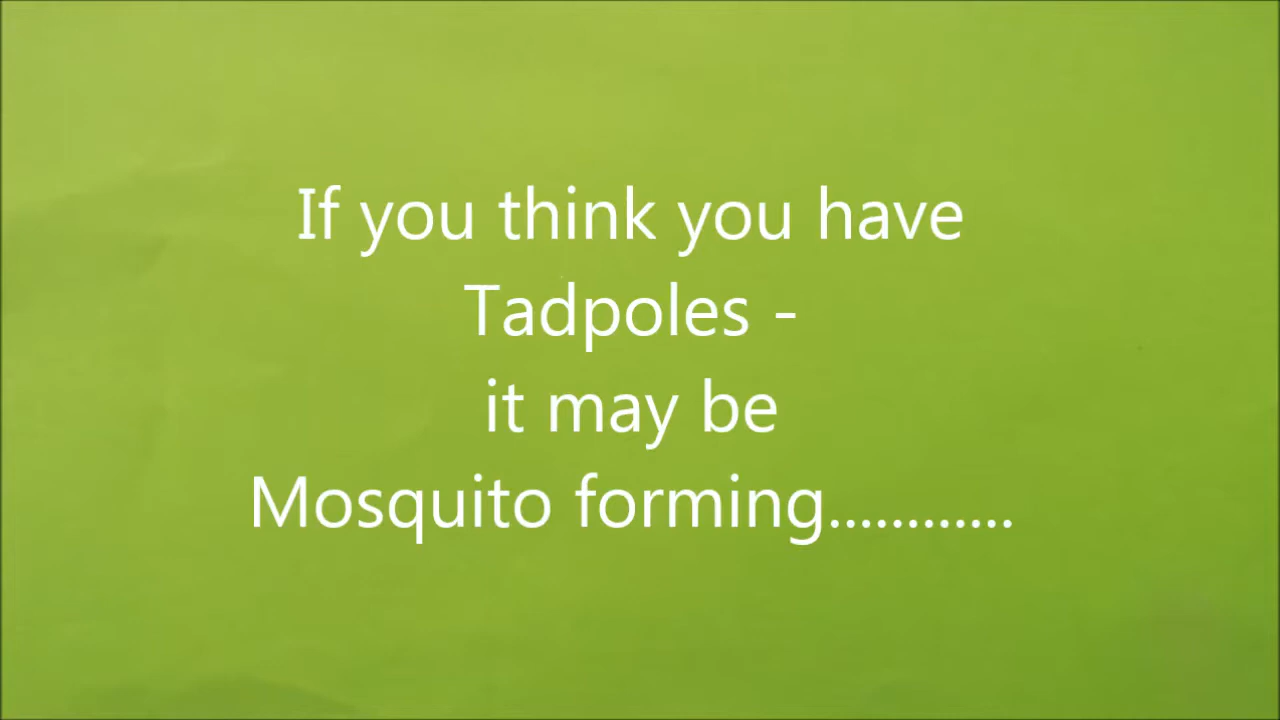 If you think you have
Tadpoles -
it may be
Mosquito forming............